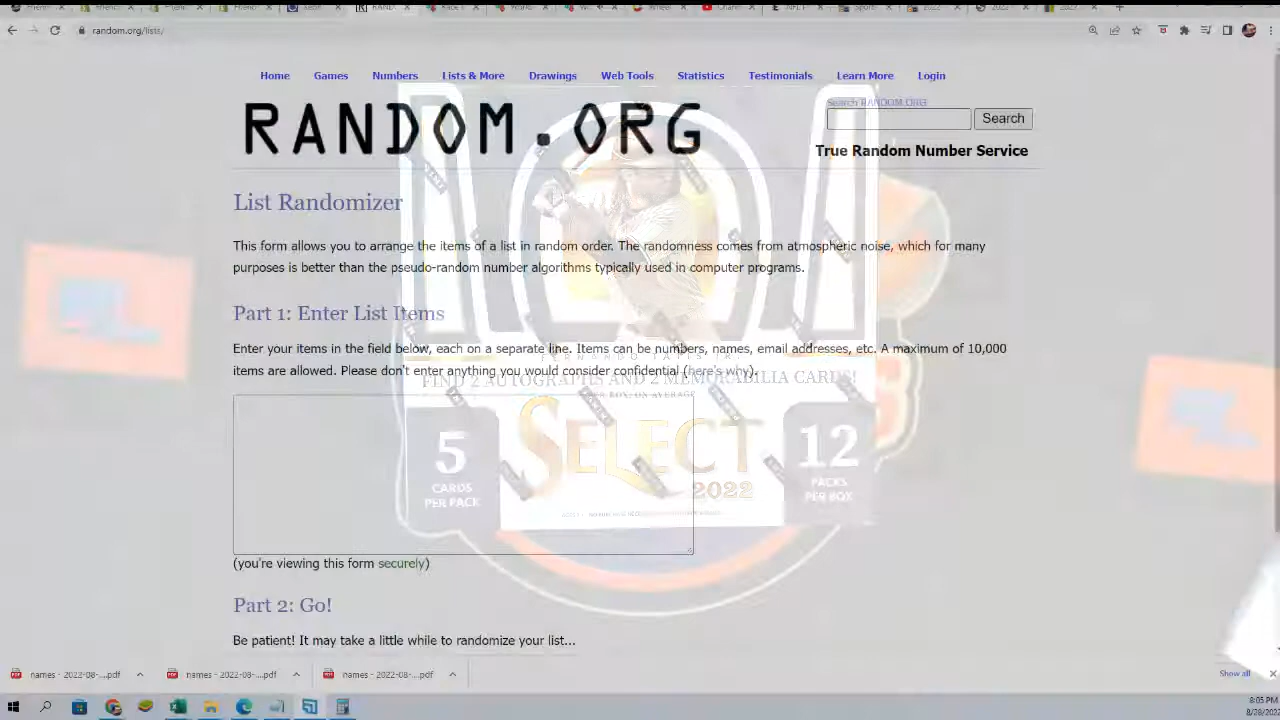 random.org/lists/
Home Games Numbers Lists & More Drawings Web Tools Statistics Testimonials Learn More Login
Search RANDOM.ORG
RANDOM.ORG
Search
True Random Number Service
List Randomizer
This form allows you to arrange the items of a list in random order. The randomness comes from atmospheric noise, which for many
purposes is better than the pseudo-random number algorithms typically used in computer programs.
Part 1: Enter List Items
Enter your items in the field below, each on a separate line. Items can be numbers, names, email addresses, etc. A maximum of 10,000
items are allowed. Please don't enter anything you would consider confidential (here's why).
FIND 2 AUTOGRAPHS AND 2 MEMORABILIA CARDS!
PER BOX, ON AVERAGE
SELECT
2022
5
CARDS
PER PACK
12
PACKS
PER BOX
(you're viewing this form securely)
Part 2: Go!
Be patient! It may take a little while to randomize your list...
names - 2022-08-....pdf
names - 2022-08-....pdf
names - 2022-08-....pdf
Show all
8:05 PM